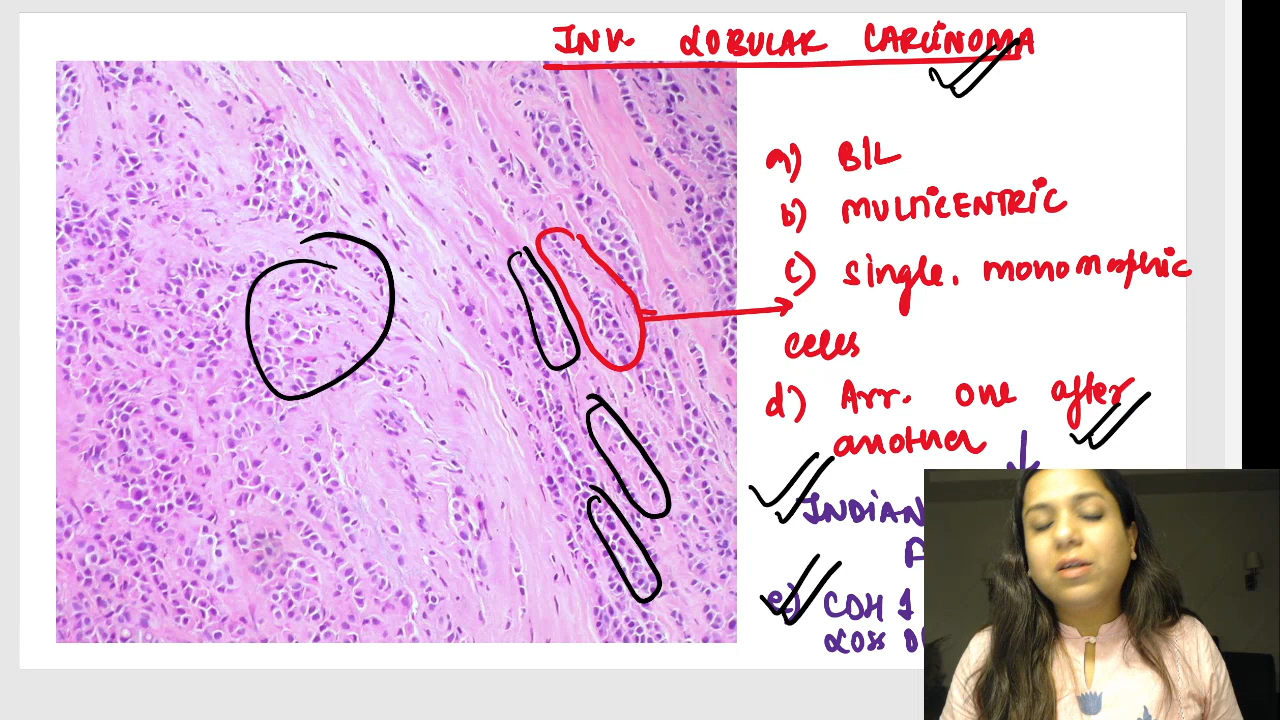 INV. LOBULAR CARCINOMA
a) B/L
b) MULTICENTRIC
c) single. monomorphic
cells
d) Arr. one after
another
INDIAN
e) CDH 1
LOSS